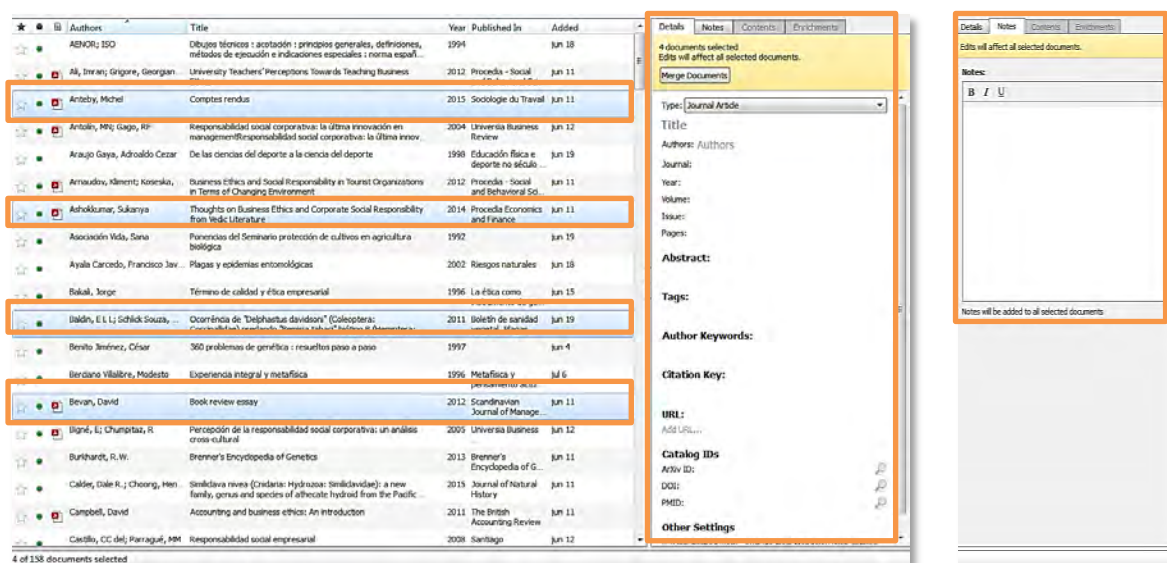 Authors Title Year Published In Added
AENOR; ISO Dibujos técnicos : acotación : principios generales, definiciones, 1994 jun 18
métodos de ejecución e indicaciones especiales : norma españ...
Ali, Imran; Grigore, Georgian... University Teachers' Perceptions Towards Teaching Business 2012 Procedia - Social jun 11
Anteby, Michel Comptes rendus 2015 Sociologie du Travail jun 11
Antolín, MN; Gago, RF Responsabilidad social corporativa: la última innovación en 2004 Universia Business jun 12
managementResponsabilidad social corporativa: la última innov... Review
Araujo Gaya, Adroaldo Cezar De las ciencias del deporte a la ciencia del deporte 1998 Educación física e jun 19
deporte no século ...
Arnaudov, Kliment; Koseska, Business Ethics and Social Responsibility in Tourist Organizations 2012 Procedia - Social jun 11
in Terms of Changing Environment and Behavioral Sci...
Ashokkumar, Sukanya Thoughts on Business Ethics and Corporate Social Responsibility 2014 Procedia Economics jun 11
from Vedic Literature and Finance
Asociación Vida, Sana Ponencias del Seminario protección de cultivos en agricultura 1992 jun 19
biológica
Ayala Carcedo, Francisco Jav... Plagas y epidemias entomológicas 2002 Riesgos naturales jun 18
Bakali, Jorge Término de calidad y ética empresarial 1996 La ética como jun 15
Baldin, E L L; Schlick Souza, ... Ocorrência de "Delphastus davidsoni" (Coleoptera: 2011 Boletín de sanidad jun 19
Benito Jiménez, César 360 problemas de genética : resueltos paso a paso 1997 jun 4
Berciano Villalibre, Modesto Experiencia integral y metafísica 1996 Metafísica y jul 6
pensamiento actu...
Bevan, David Book review essay 2012 Scandinavian jun 11
Journal of Manage...
Bigné, E; Chumpitaz, R Percepción de la responsabilidad social corporativa: un análisis 2005 Universia Business jun 12
cross-cultural
Burkhardt, R.W. Brenner's Encyclopedia of Genetics 2013 Brenner's jun 11
Encyclopedia of G...
Calder, Dale R.; Choong, Hen... Similiclava nivea (Cnidaria: Hydrozoa: Similiclavidae): a new 2015 Journal of Natural jun 11
family, genus and species of athecate hydroid from the Pacific ... History
Campbell, David Accounting and business ethics: An introduction 2011 The British jun 11
Accounting Review
Castillo, CC del; Parragué, MM Responsabilidad social empresarial 2008 Santiago jun 12
4 of 158 documents selected
Details Notes Contents Enrichments
4 documents selected
Edits will affect all selected documents.
Merge Documents
Type: Journal Article
Title
Authors: Authors
Journal:
Year:
Volume:
Issue:
Pages:
Abstract:
Tags:
Author Keywords:
Citation Key:
URL:
Add URL...
Catalog IDs
ArXiv ID:
DOI:
PMID:
Other Settings
Details Notes Contents Enrichments
Edits will affect all selected documents.
Notes:
B I U
Notes will be added to all selected documents